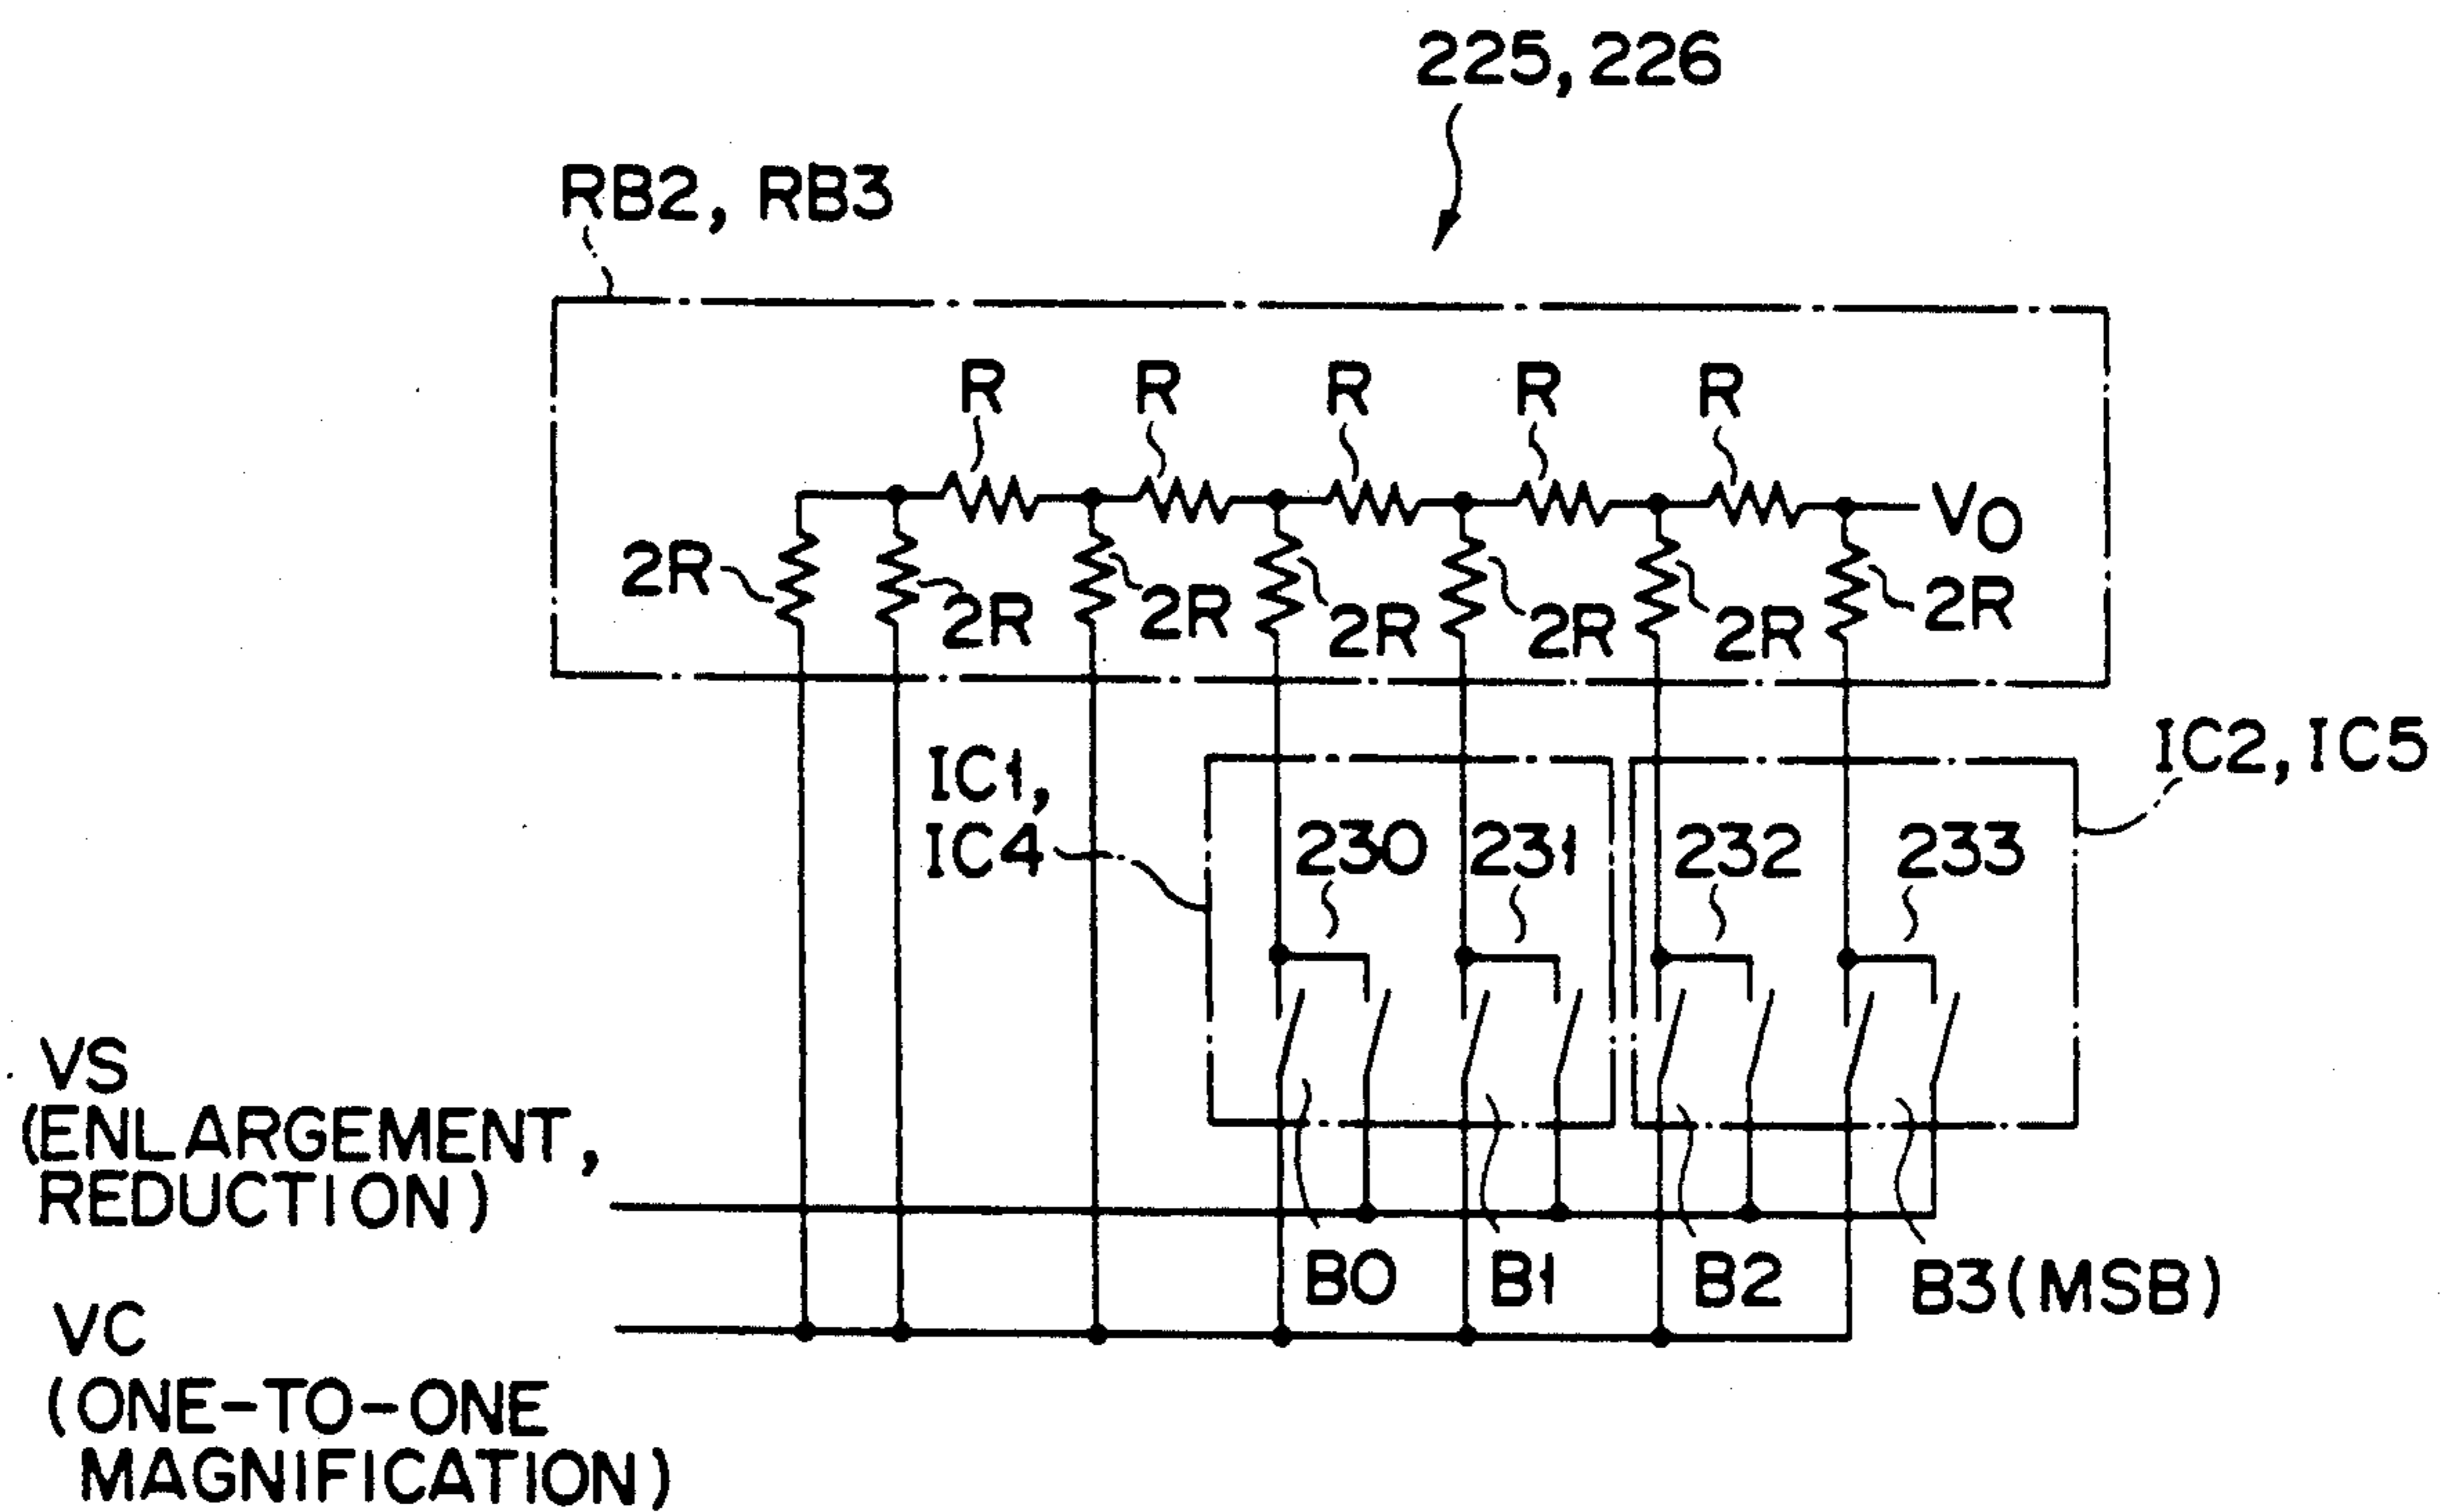 225, 226
RB2, RB3
R R R R R
VO
2R 2R 2R 2R 2R 2R 2R
IC1,
IC4
IC2, IC5
230 231 232 233
VS
(ENLARGEMENT,
REDUCTION)
B0 B1 B2 B3(MSB)
VC
(ONE-TO-ONE
MAGNIFICATION)